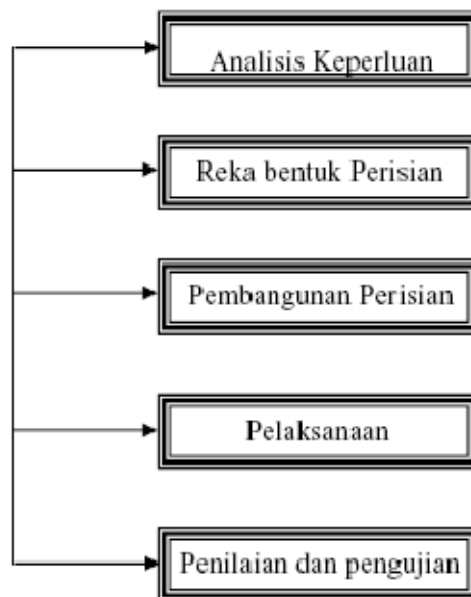 Analisis Keperluan
Reka bentuk Perisian
Pembangunan Perisian
Pelaksanaan
Penilaian dan pengujian